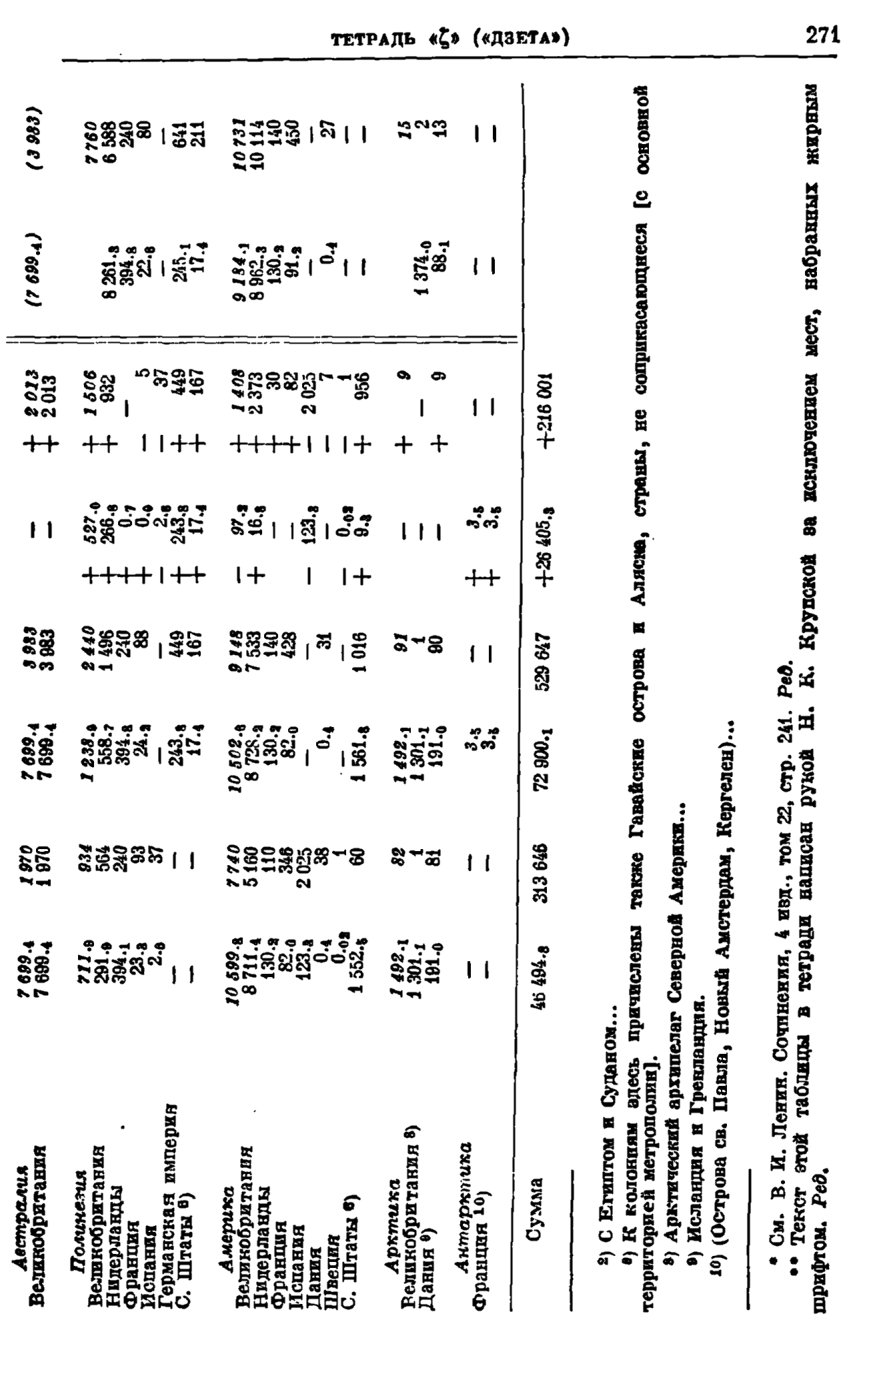 ТЕТРАДЬ «ζ» («ДЗЕТА») 271
Австралия 7 699.4 1 970 7 699.4 3 983 — + 2 013 (7 699.4) (3 983)
Великобритания 7 699.4 1 970 7 699.4 3 983 — + 2 013
Полинезия 711.9 934 1 238.9 2 440 + 527.0 + 1 506 7 760
Великобритания 291.9 564 558.7 1 496 + 266.8 + 932 8 261.3 6 588
Нидерланды 394.1 240 394.8 240 + 0.7 — 394.8 240
Франция 23.3 93 24.2 88 + 0.9 — 5 22.6 80
Испания 2.6 37 — — — 2.6 — 37 — —
Германская империя — — 243.8 449 + 243.8 + 449 245.1 641
С. Штаты ⁶) — — 17.4 167 + 17.4 + 167 17.4 211
Америка 10 599.8 7 740 10 502.6 9 148 — 97.2 + 1 408 9 184.1 10 731
Великобритания 8 711.4 5 160 8 728.2 7 533 + 16.8 + 2 373 8 962.3 10 114
Нидерланды 130.2 110 130.2 140 — + 30 130.2 140
Франция 82.0 346 82.0 428 — + 82 91.2 450
Испания 123.2 2 025 — — — 123.2 — 2 025 — —
Дания 0.4 38 0.4 31 — — 7 0.4 27
Швеция 0.02 1 — — — 0.02 — 1 — —
С. Штаты ⁶) 1 552.5 60 1 561.8 1 016 + 9.3 + 956 — —
Арктика 1 492.1 82 1 492.1 91 — + 9 15
Великобритания ⁸) 1 301.1 1 1 301.1 1 — — 1 374.0 2
Дания ⁹) 191.0 81 191.0 90 — + 9 88.1 13
Антарктика — — 3.5 — + 3.5 — — —
Франция ¹⁰) — — 3.5 — + 3.5 — — —
Сумма 46 494.8 313 646 72 900.1 529 647 +26 405.3 +216 001
²) С Египтом и Суданом...
⁶) К колониям здесь причислены также Гавайские острова и Аляска, страны, не соприкасающиеся [с основной
территорией метрополии].
⁸) Арктический архипелаг Северной Америки...
⁹) Исландия и Гренландия.
¹⁰) (Острова св. Павла, Новый Амстердам, Кергелен)...
* См. В. И. Ленин. Сочинения, 4 изд., том 22, стр. 241. Ред.
** Текст этой таблицы в тетради написан рукой Н. К. Крупской за исключением мест, набранных жирным
шрифтом. Ред.